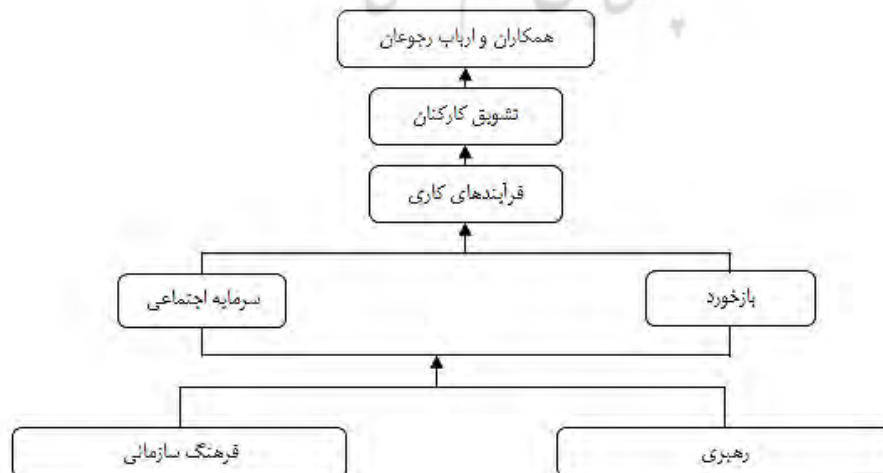 همکاران و ارباب رجوعان
تشویق کارکنان
فرآیندهای کاری
بازخورد
سرمایه اجتماعی
رهبری
فرهنگ سازمانی